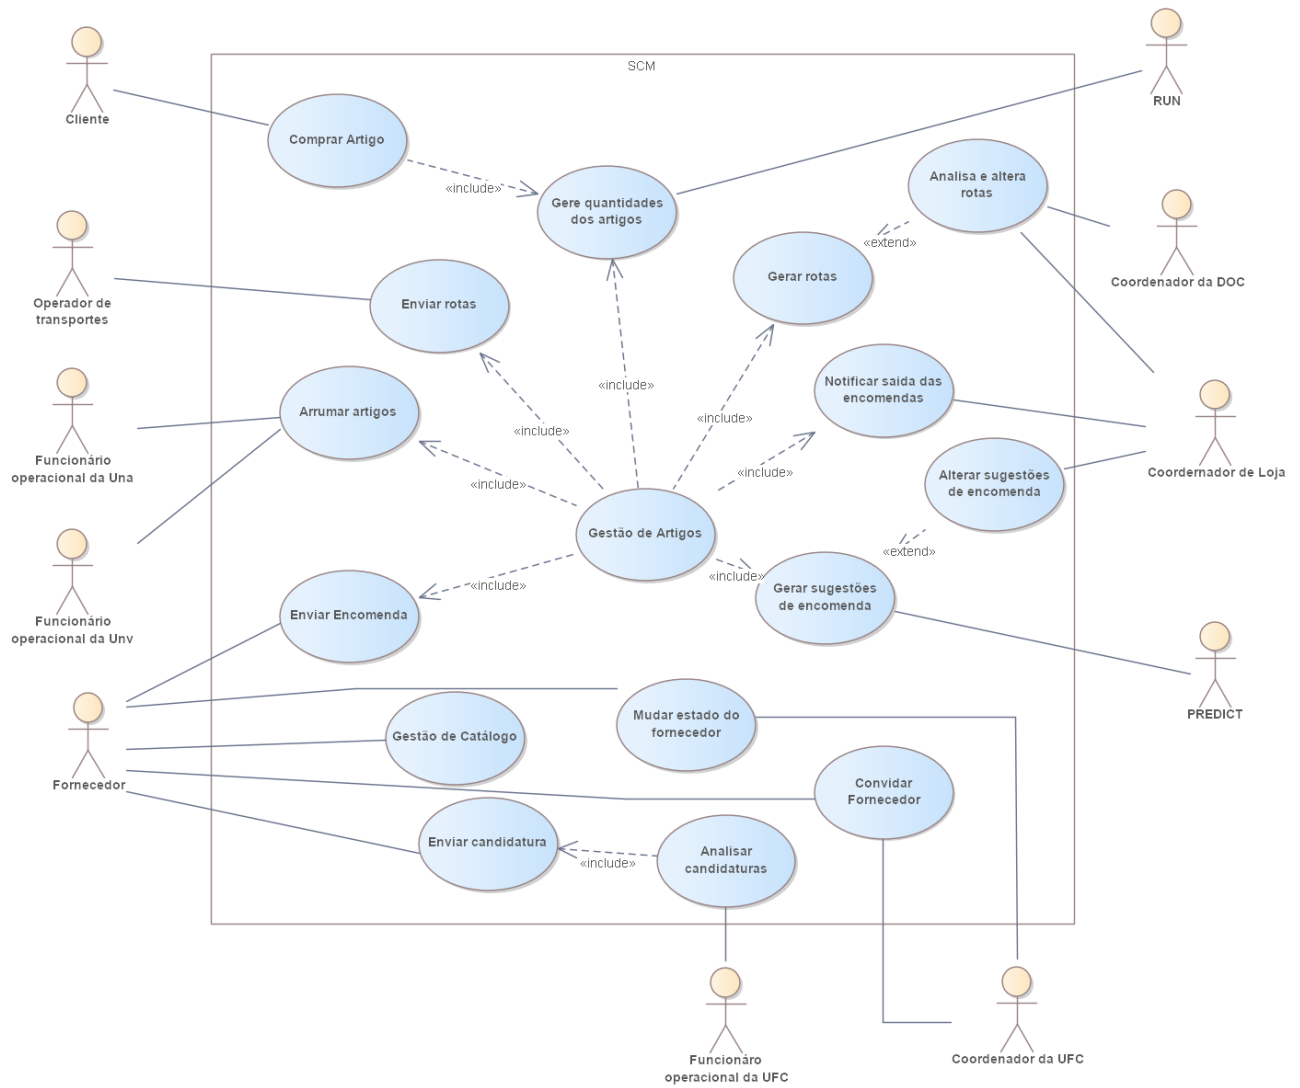 SCM
Cliente
RUN
Comprar Artigo
«include»
Gere quantidades
dos artigos
Analisa e altera
rotas
«extend»
Coordenador da DOC
Gerar rotas
Operador de
transportes
Enviar rotas
«include»
«include»
«include»
Notificar saida das
encomendas
Arrumar artigos
«include»
«include»
Funcionário
operacional da Una
Coordernador de Loja
Alterar sugestões
de encomenda
Gestão de Artigos
«extend»
«include»
«include»
Gerar sugestões
de encomenda
Enviar Encomenda
Funcionário
operacional da Unv
PREDICT
Mudar estado do
fornecedor
Gestão de Catálogo
Fornecedor
Convidar
Fornecedor
Enviar candidatura
«include»
Analisar
candidaturas
Funcionáro
operacional da UFC
Coordenador da UFC